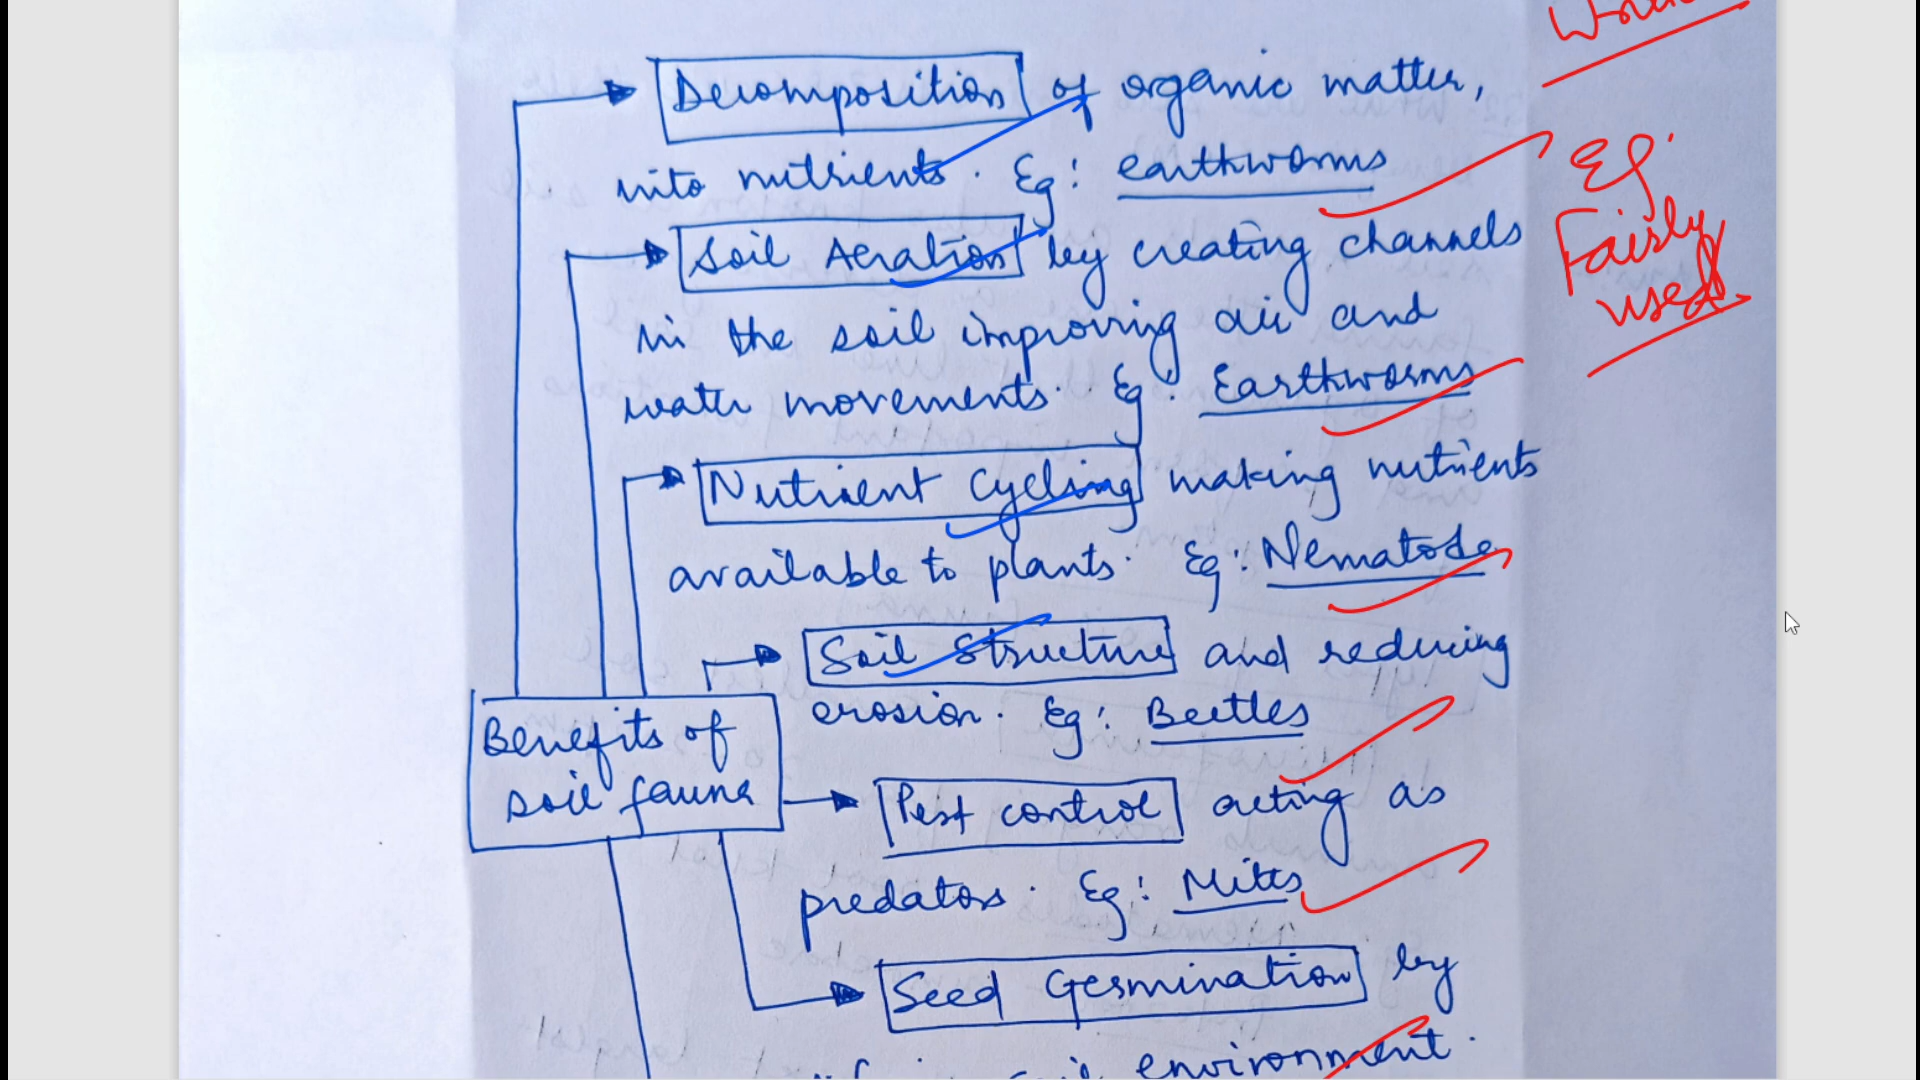 Decomposition of organic matter,
into nutrients. Eg: earthworms
Eg.
Fairly
used
Soil Aeration by creating channels
in the soil improving air and
water movements. Eg. Earthworms
Nutrient Cycling making nutrients
available to plants. Eg: Nematode
Soil Structure and reducing
erosion. Eg: Beetles
Benefits of
soil fauna
Pest control acting as
predators. Eg: Mites
Seed Germination by
soil environment.